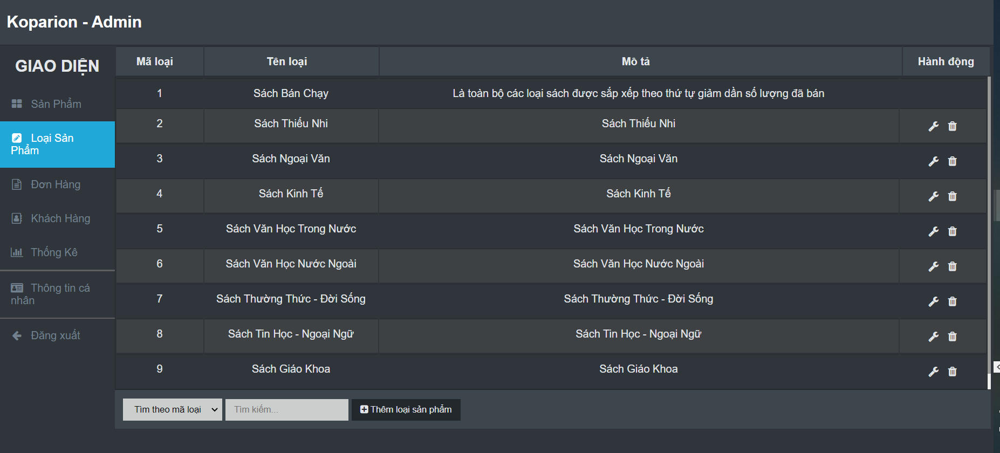 Koparion - Admin
GIAO DIỆN
Sản Phẩm
Loại Sản
Phẩm
Đơn Hàng
Khách Hàng
Thống Kê
Thông tin cá
nhân
Đăng xuất
Mã loại Tên loại Mô tả Hành động
1 Sách Bán Chạy Là toàn bộ các loại sách được sắp xếp theo thứ tự giảm dần số lượng đã bán
2 Sách Thiếu Nhi Sách Thiếu Nhi
3 Sách Ngoại Văn Sách Ngoại Văn
4 Sách Kinh Tế Sách Kinh Tế
5 Sách Văn Học Trong Nước Sách Văn Học Trong Nước
6 Sách Văn Học Nước Ngoài Sách Văn Học Nước Ngoài
7 Sách Thường Thức - Đời Sống Sách Thường Thức - Đời Sống
8 Sách Tin Học - Ngoại Ngữ Sách Tin Học - Ngoại Ngữ
9 Sách Giáo Khoa Sách Giáo Khoa
Tìm theo mã loại Tìm kiếm... Thêm loại sản phẩm